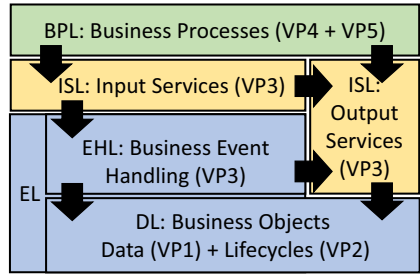 BPL: Business Processes (VP4 + VP5)
ISL: Input Services (VP3)
ISL:
Output
Services
(VP3)
EHL: Business Event
Handling (VP3)
EL
DL: Business Objects
Data (VP1) + Lifecycles (VP2)